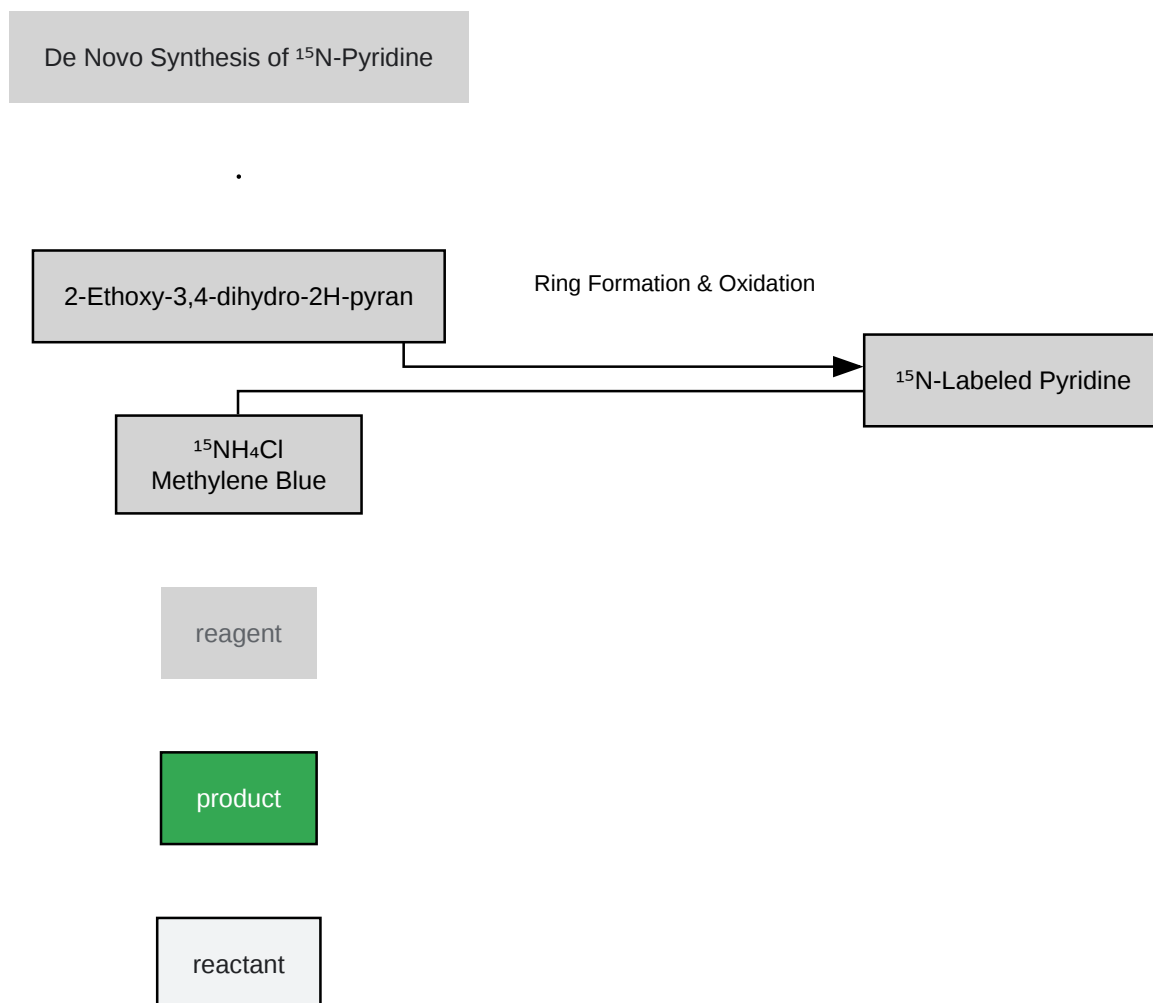 De Novo Synthesis of ¹⁵N-Pyridine
.
2-Ethoxy-3,4-dihydro-2H-pyran
Ring Formation & Oxidation
¹⁵N-Labeled Pyridine
¹⁵NH₄Cl
Methylene Blue
reagent
product
reactant